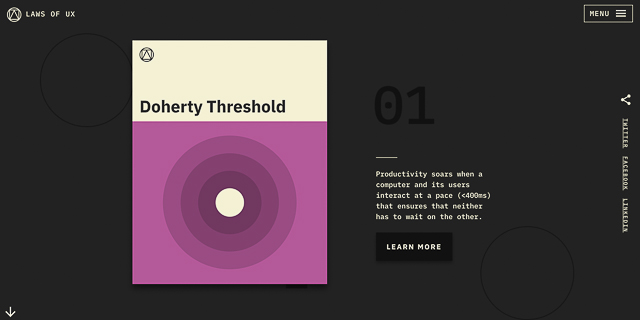 LAWS OF UX
MENU
Doherty Threshold
01
Productivity soars when a
computer and its users
interact at a pace (<400ms)
that ensures that neither
has to wait on the other.
LEARN MORE
TWITTER
FACEBOOK
LINKEDIN